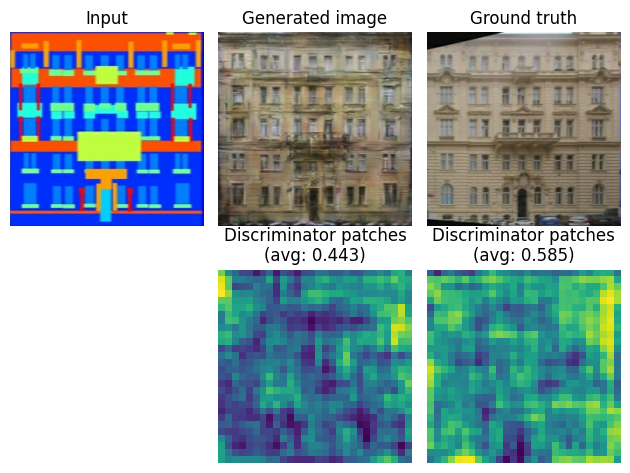 Input
Generated image
Ground truth
Discriminator patches
(avg: 0.443)
Discriminator patches
(avg: 0.585)